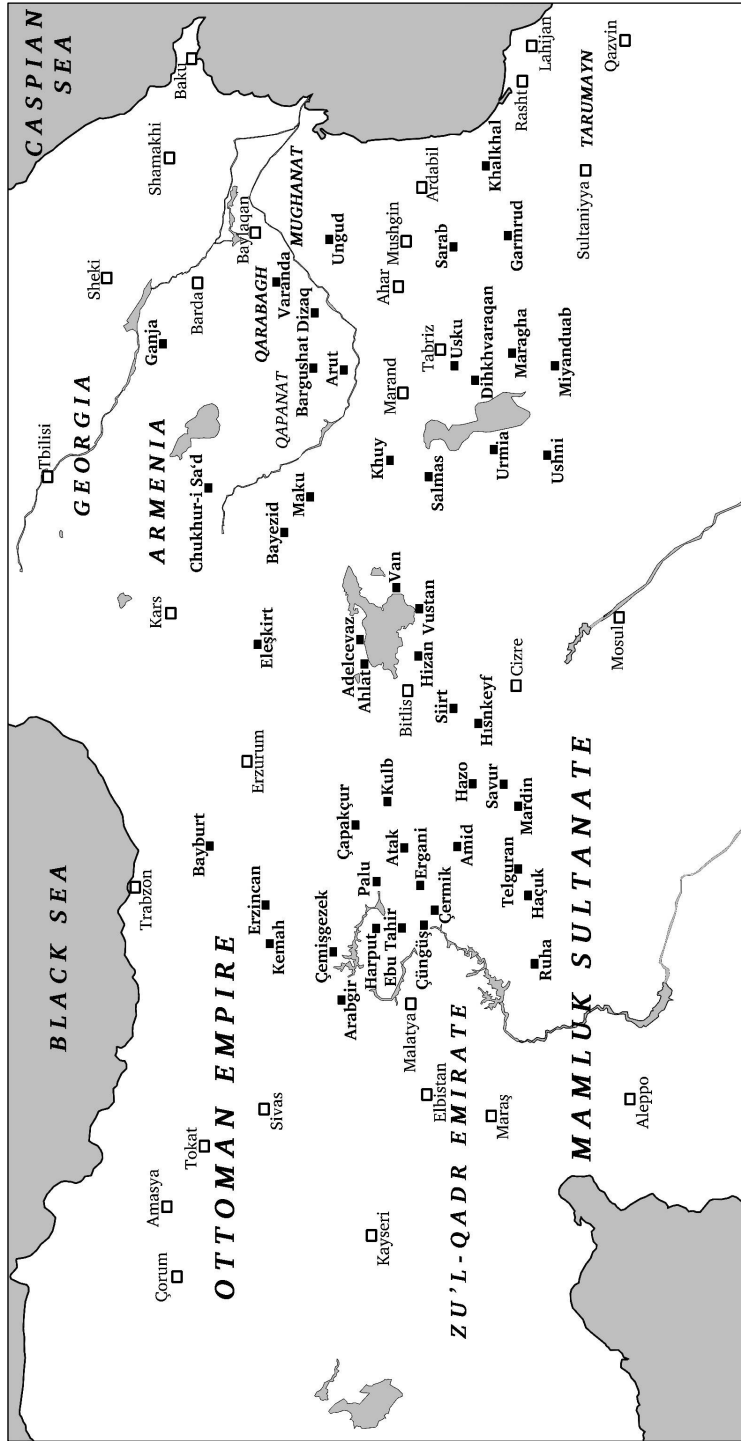 BLACK SEA
CASPIAN
SEA
GEORGIA
ARMENIA
OTTOMAN EMPIRE
ZU’L-QADR EMIRATE
MAMLUK SULTANATE
QARABAGH
MUGHANAT
QAPANAT
TARUMAYN
Çorum
Amasya
Tokat
Sivas
Kayseri
Trabzon
Bayburt
Erzurum
Erzincan
Kemah
Kars
Eleşkirt
Tbilisi
Chukhur-i Sa‘d
Ganja
Sheki
Shamakhi
Baku
Barda
Baylaqan
Varanda
Dizaq
Bargushat
Arut
Ungud
Bayezid
Maku
Khuy
Marand
Ahar
Mushgin
Ardabil
Sarab
Khalkhal
Garmrud
Rasht
Lahijan
Qazvin
Sultaniyya
Tabriz
Usku
Dihkhvaraqan
Maragha
Miyanduab
Salmas
Urmia
Ushni
Adelcevaz
Ahlat
Van
Vustan
Hizan
Bitlis
Siirt
Hısnkeyf
Cizre
Mosul
Çemişgezek
Arabgir
Harput
Ebu Tahir
Palu
Çapakçur
Kulb
Atak
Ergani
Çermik
Çüngüş
Malatya
Amid
Hazo
Savur
Mardin
Telguran
Haçuk
Ruha
Elbistan
Maraş
Aleppo